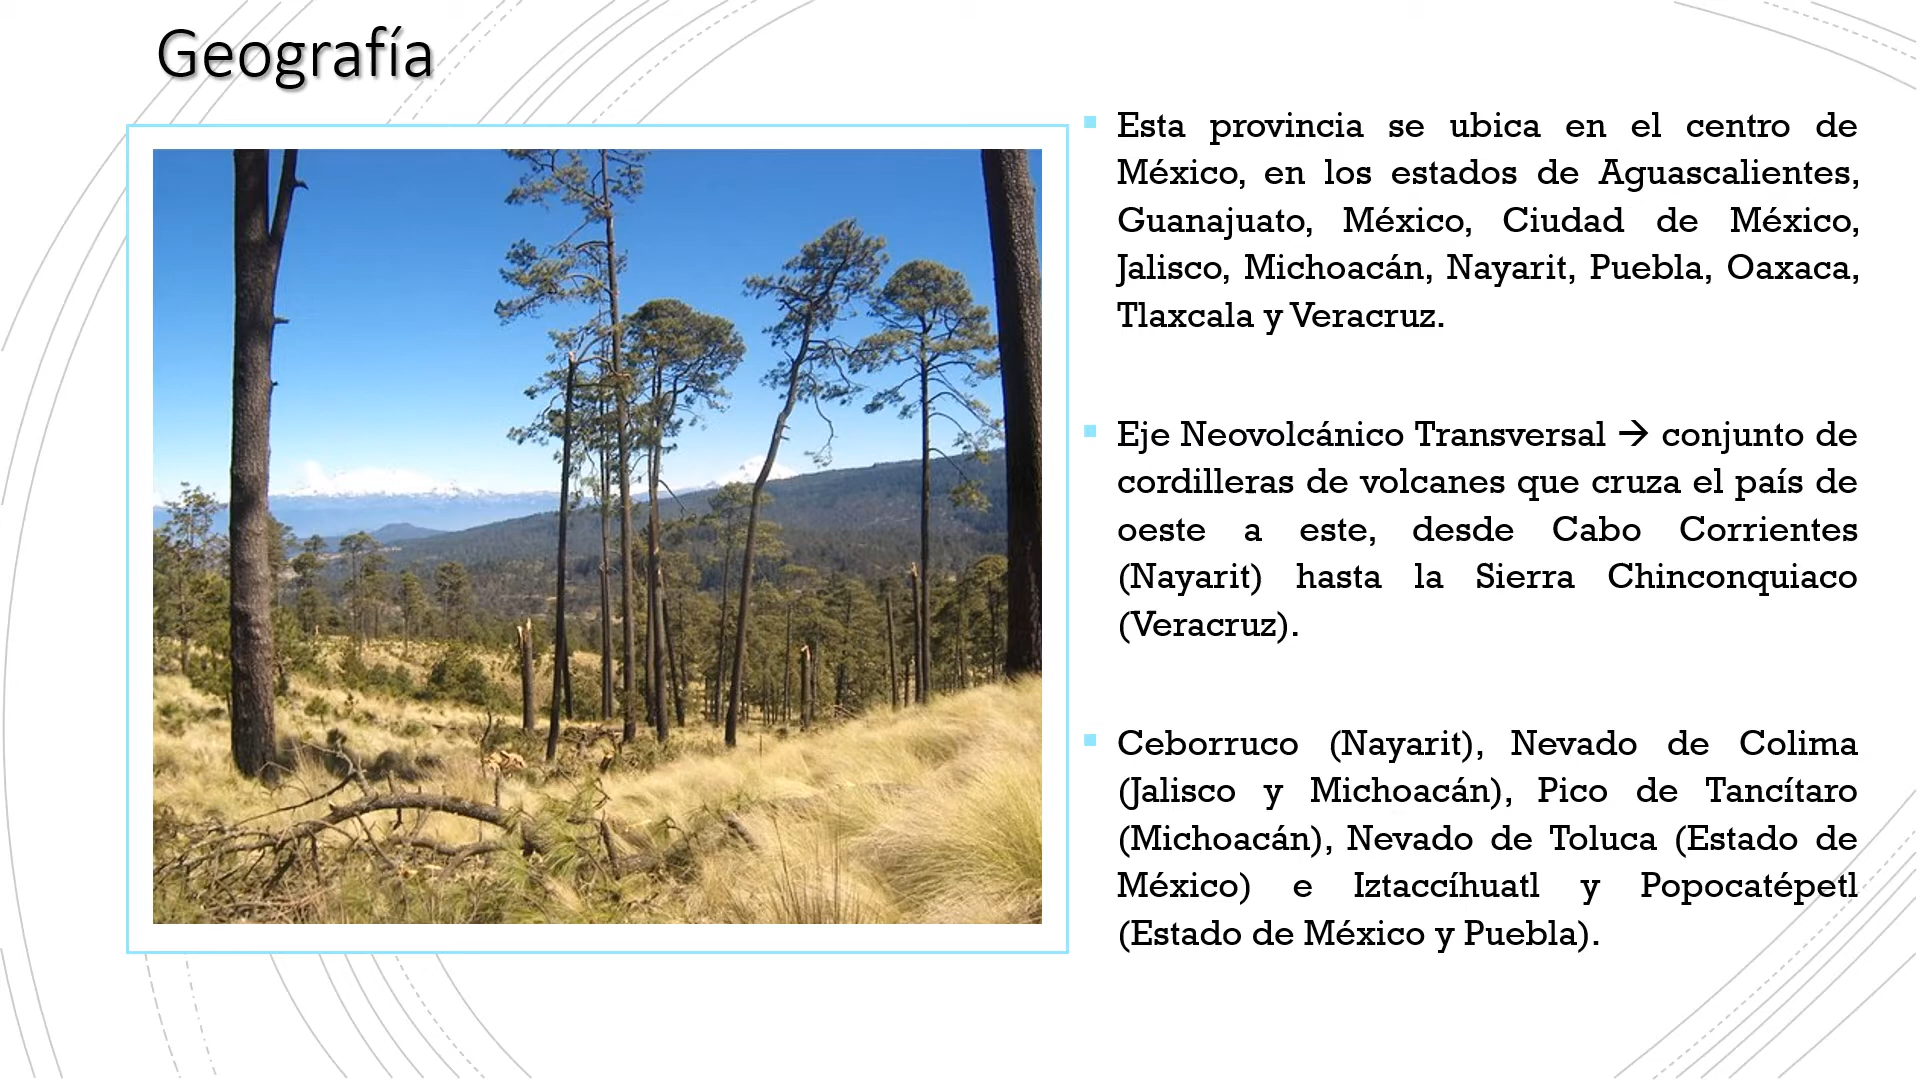 Geografía
Esta provincia se ubica en el centro de
México, en los estados de Aguascalientes,
Guanajuato, México, Ciudad de México,
Jalisco, Michoacán, Nayarit, Puebla, Oaxaca,
Tlaxcala y Veracruz.
Eje Neovolcánico Transversal → conjunto de
cordilleras de volcanes que cruza el país de
oeste a este, desde Cabo Corrientes
(Nayarit) hasta la Sierra Chinconquiaco
(Veracruz).
Ceborruco (Nayarit), Nevado de Colima
(Jalisco y Michoacán), Pico de Tancítaro
(Michoacán), Nevado de Toluca (Estado de
México) e Iztaccíhuatl y Popocatépetl
(Estado de México y Puebla).